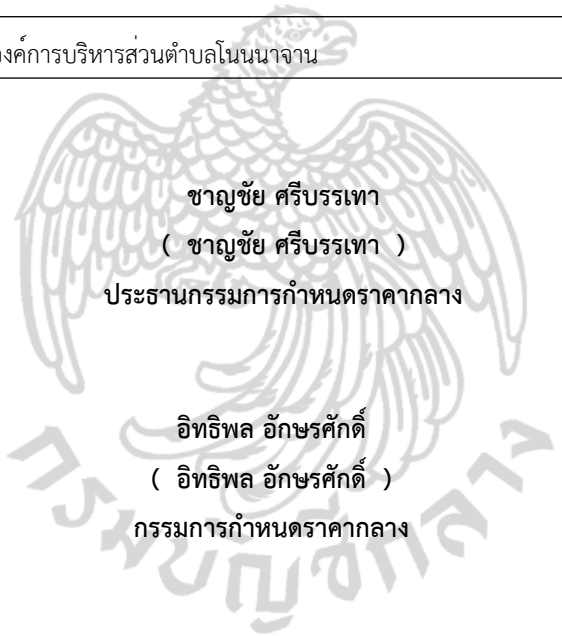 งค์การบริหารส่วนตำบลโนนนาจาน
ชาญชัย ศรีบรรเทา
( ชาญชัย ศรีบรรเทา )
ประธานกรรมการกำหนดราคากลาง
อิทธิพล อักษรศักดิ์
( อิทธิพล อักษรศักดิ์ )
กรรมการกำหนดราคากลาง
กรมบัญชีกลาง